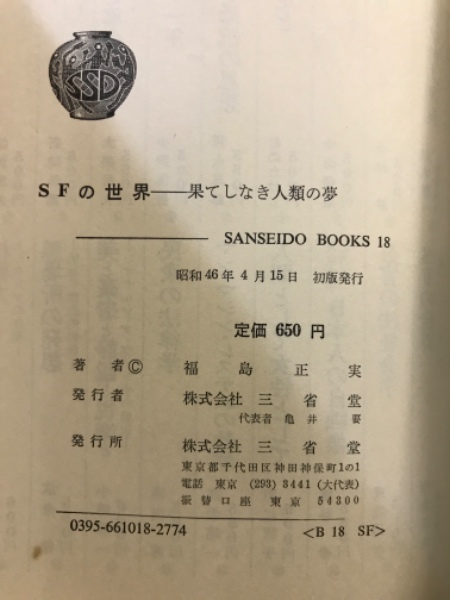 SSD
SFの世界――果てしなき人類の夢
SANSEIDO BOOKS 18
昭和46年4月15日 初版発行
定価 650 円
著者© 福島正実
発行者 株式会社 三省堂
代表者 亀井要
発行所 株式会社 三省堂
東京都千代田区神田神保町1の1
電話 東京 (293) 3441 (大代表)
振替口座 東京 54300
0395-661018-2774
<B 18 SF>